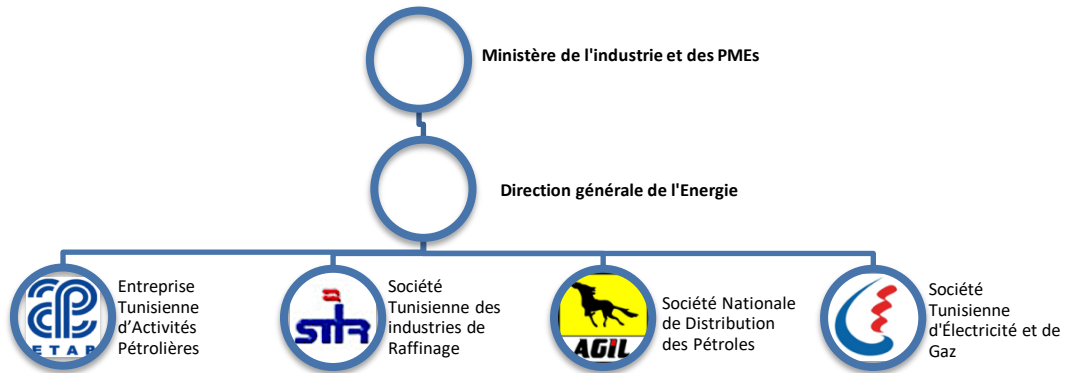 Ministère de l'industrie et des PMEs
Direction générale de l'Energie
ETAP
Entreprise
Tunisienne
d’Activités
Pétrolières
STIR
Société
Tunisienne des
industries de
Raffinage
AGIL
Société Nationale
de Distribution
des Pétroles
Société
Tunisienne
d'Électricité et de
Gaz